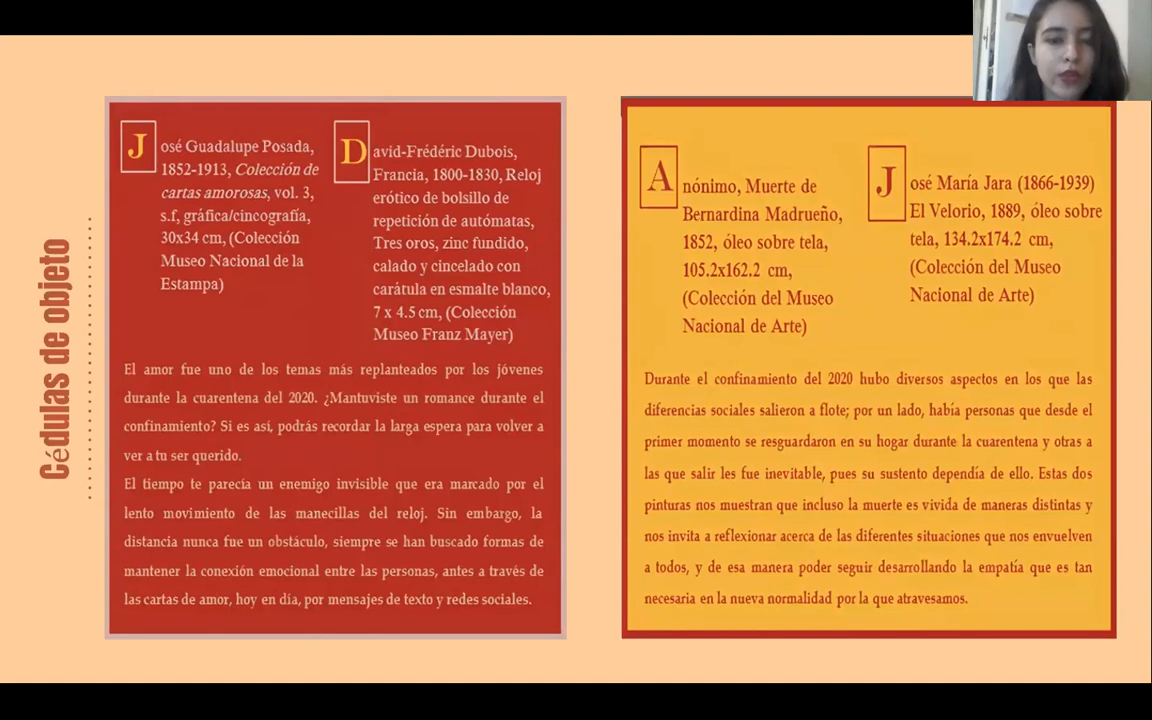 Cédulas de objeto
José Guadalupe Posada,
1852-1913, Colección de
cartas amorosas, vol. 3,
s.f, gráfica/cincografía,
30x34 cm, (Colección
Museo Nacional de la
Estampa)
David-Frédéric Dubois,
Francia, 1800-1830, Reloj
erótico de bolsillo de
repetición de autómatas,
Tres oros, zinc fundido,
calado y cincelado con
carátula en esmalte blanco,
7 x 4.5 cm, (Colección
Museo Franz Mayer)
El amor fue uno de los temas más replanteados por los jóvenes
durante la cuarentena del 2020. ¿Mantuviste un romance durante el
confinamiento? Si es así, podrás recordar la larga espera para volver a
ver a tu ser querido.
El tiempo te parecía un enemigo invisible que era marcado por el
lento movimiento de las manecillas del reloj. Sin embargo, la
distancia nunca fue un obstáculo, siempre se han buscado formas de
mantener la conexión emocional entre las personas, antes a través de
las cartas de amor, hoy en día, por mensajes de texto y redes sociales.
Anónimo, Muerte de
Bernardina Madrueño,
1852, óleo sobre tela,
105.2x162.2 cm,
(Colección del Museo
Nacional de Arte)
José María Jara (1866-1939)
El Velorio, 1889, óleo sobre
tela, 134.2x174.2 cm,
(Colección del Museo
Nacional de Arte)
Durante el confinamiento del 2020 hubo diversos aspectos en los que las
diferencias sociales salieron a flote; por un lado, había personas que desde el
primer momento se resguardaron en su hogar durante la cuarentena y otras a
las que salir les fue inevitable, pues su sustento dependía de ello. Estas dos
pinturas nos muestran que incluso la muerte es vivida de maneras distintas y
nos invita a reflexionar acerca de las diferentes situaciones que nos envuelven
a todos, y de esa manera poder seguir desarrollando la empatía que es tan
necesaria en la nueva normalidad por la que atravesamos.